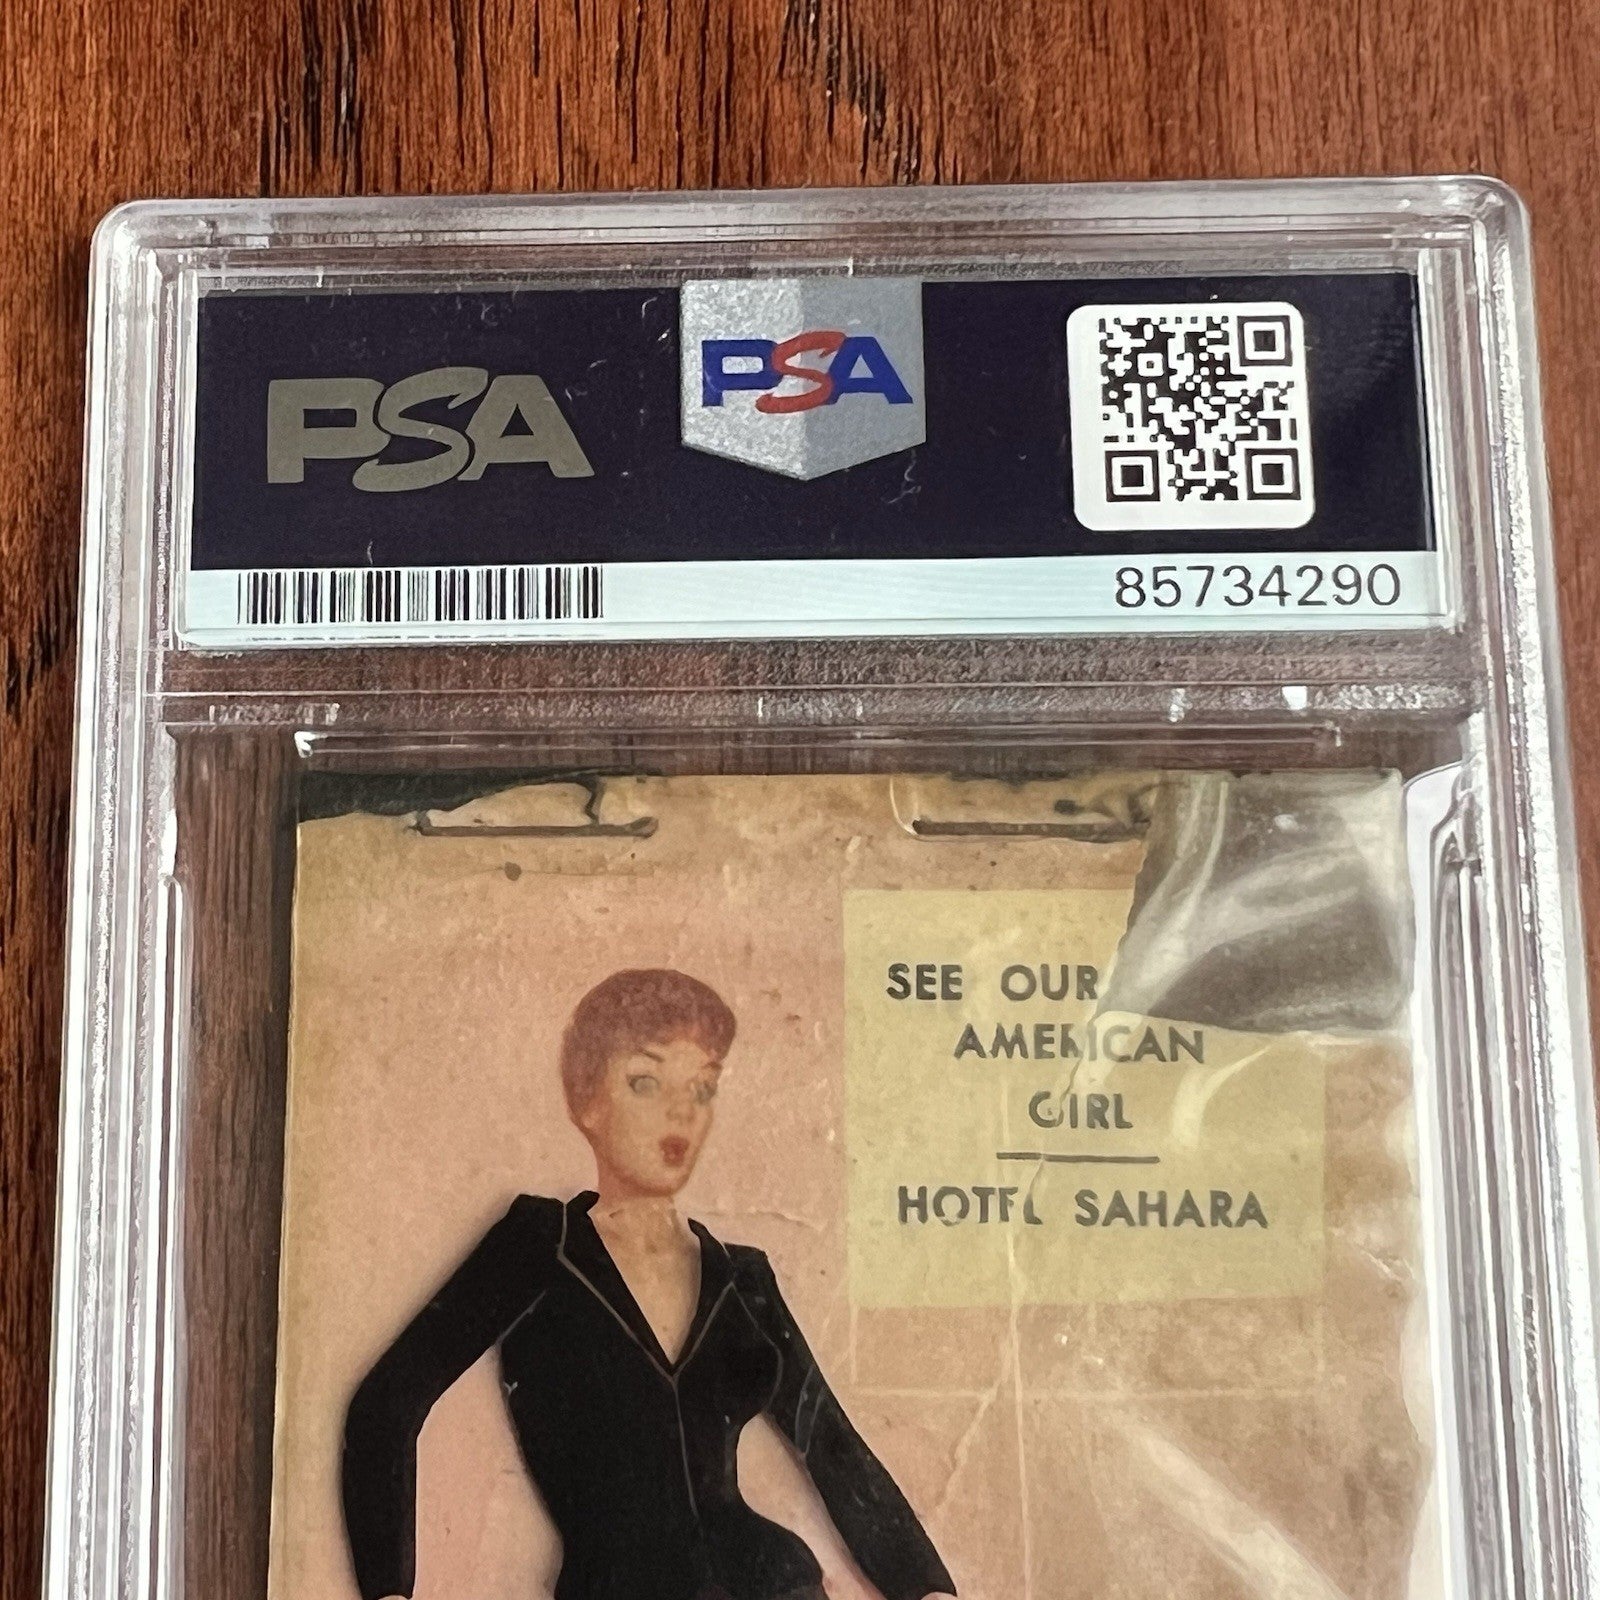 PSA
PSA
85734290
SEE OUR
AMERICAN
GIRL
HOTEL SAHARA